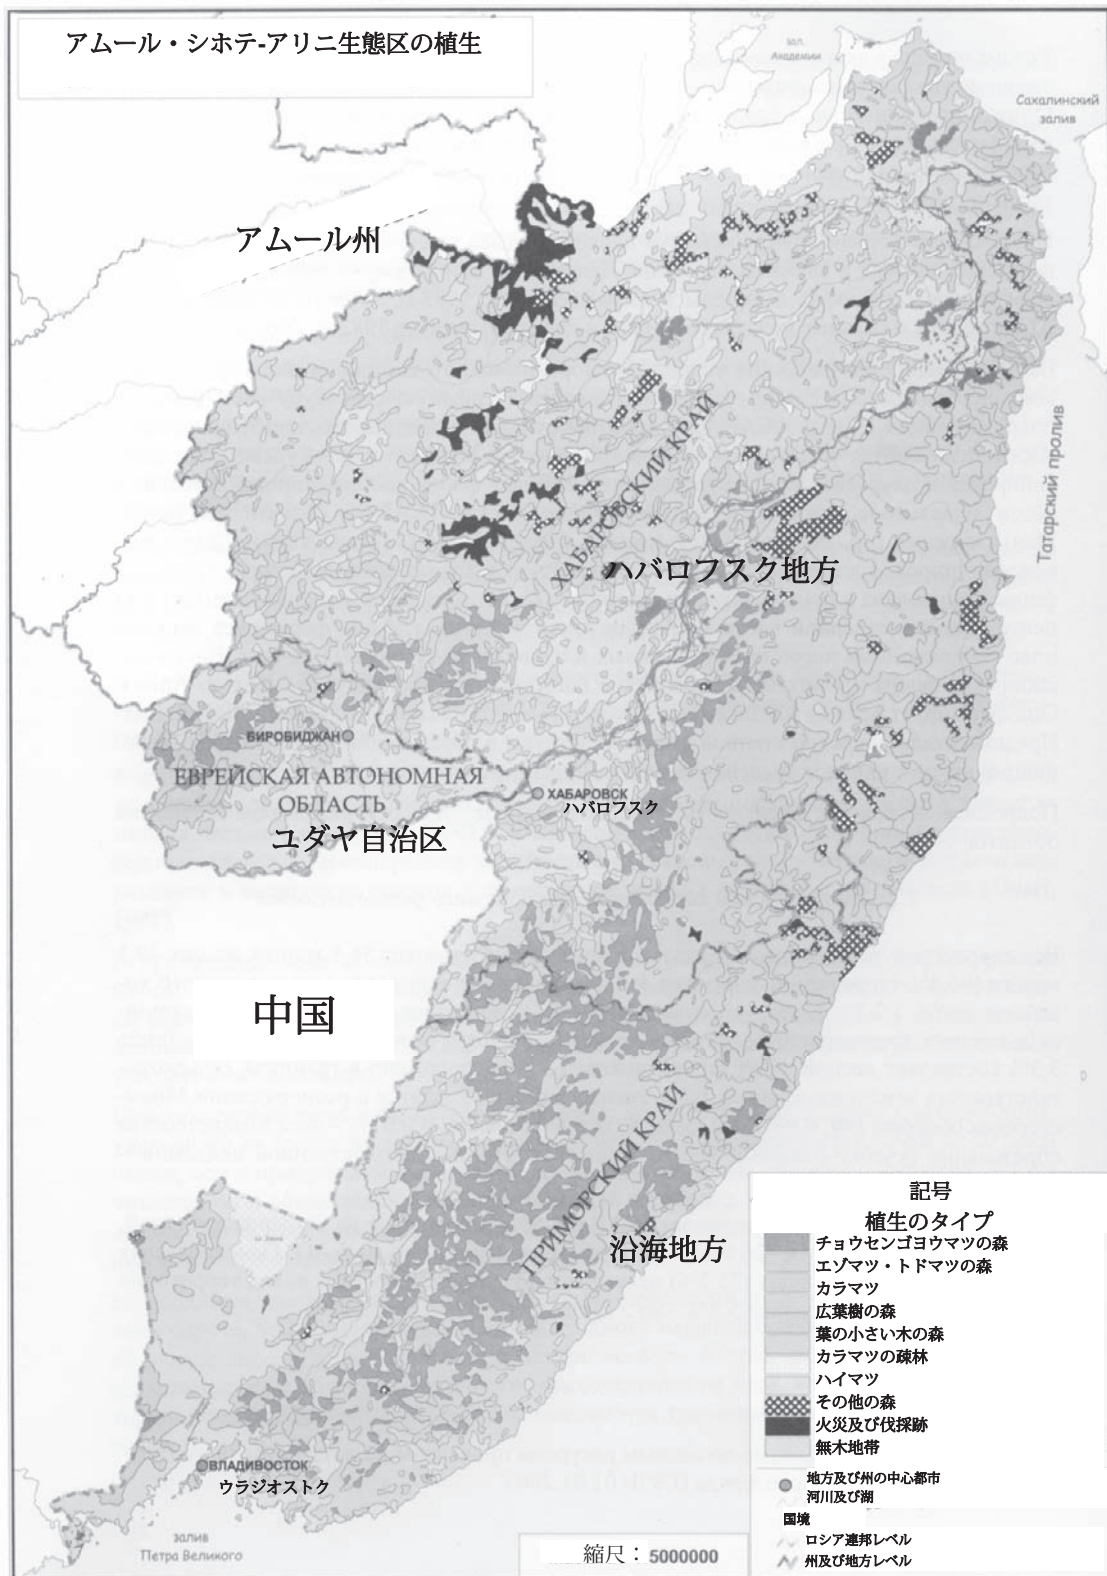 アムール・シホテ-アリニ生態区の植生
зал.
Академии
Сахалинский
залив
アムール州
Татарский пролив
ХАБАРОВСКИЙ КРАЙ
ハバロフスク地方
БИРОБИДЖАН
ЕВРЕЙСКАЯ АВТОНОМНАЯ
ОБЛАСТЬ
ユダヤ自治区
ХАБАРОВСК
ハバロフスク
中国
ПРИМОРСКИЙ КРАЙ
沿海地方
ВЛАДИВОСТОК
ウラジオストク
залив
Петра Великого
記号
植生のタイプ
チョウセンゴヨウマツの森
エゾマツ・トドマツの森
カラマツ
広葉樹の森
葉の小さい木の森
カラマツの疎林
ハイマツ
その他の森
火災及び伐採跡
無木地帯
地方及び州の中心都市
河川及び湖
国境
ロシア連邦レベル
州及び地方レベル
縮尺：5000000